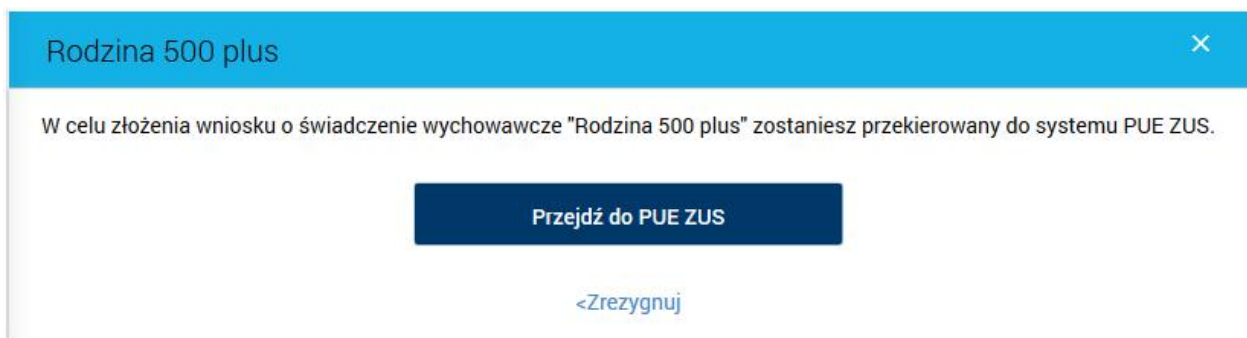 Rodzina 500 plus
W celu złożenia wniosku o świadczenie wychowawcze "Rodzina 500 plus" zostaniesz przekierowany do systemu PUE ZUS.
Przejdź do PUE ZUS
<Zrezygnuj